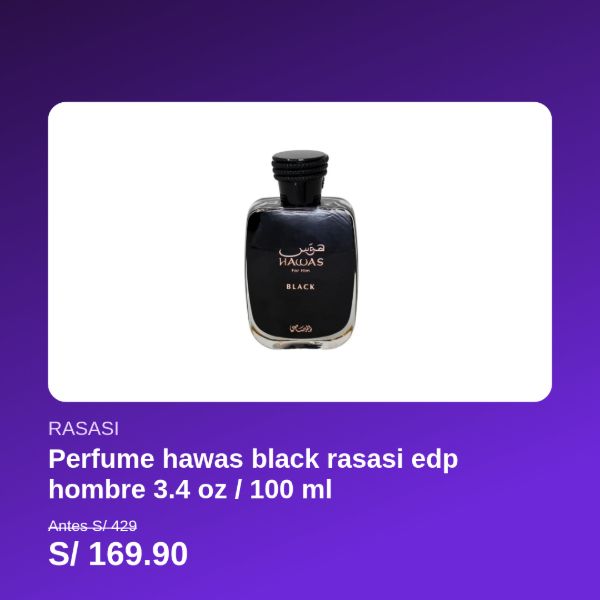 هوس
HAWAS
For Him
BLACK
الرصاصي
RASASI
Perfume hawas black rasasi edp
hombre 3.4 oz / 100 ml
Antes S/ 429
S/ 169.90